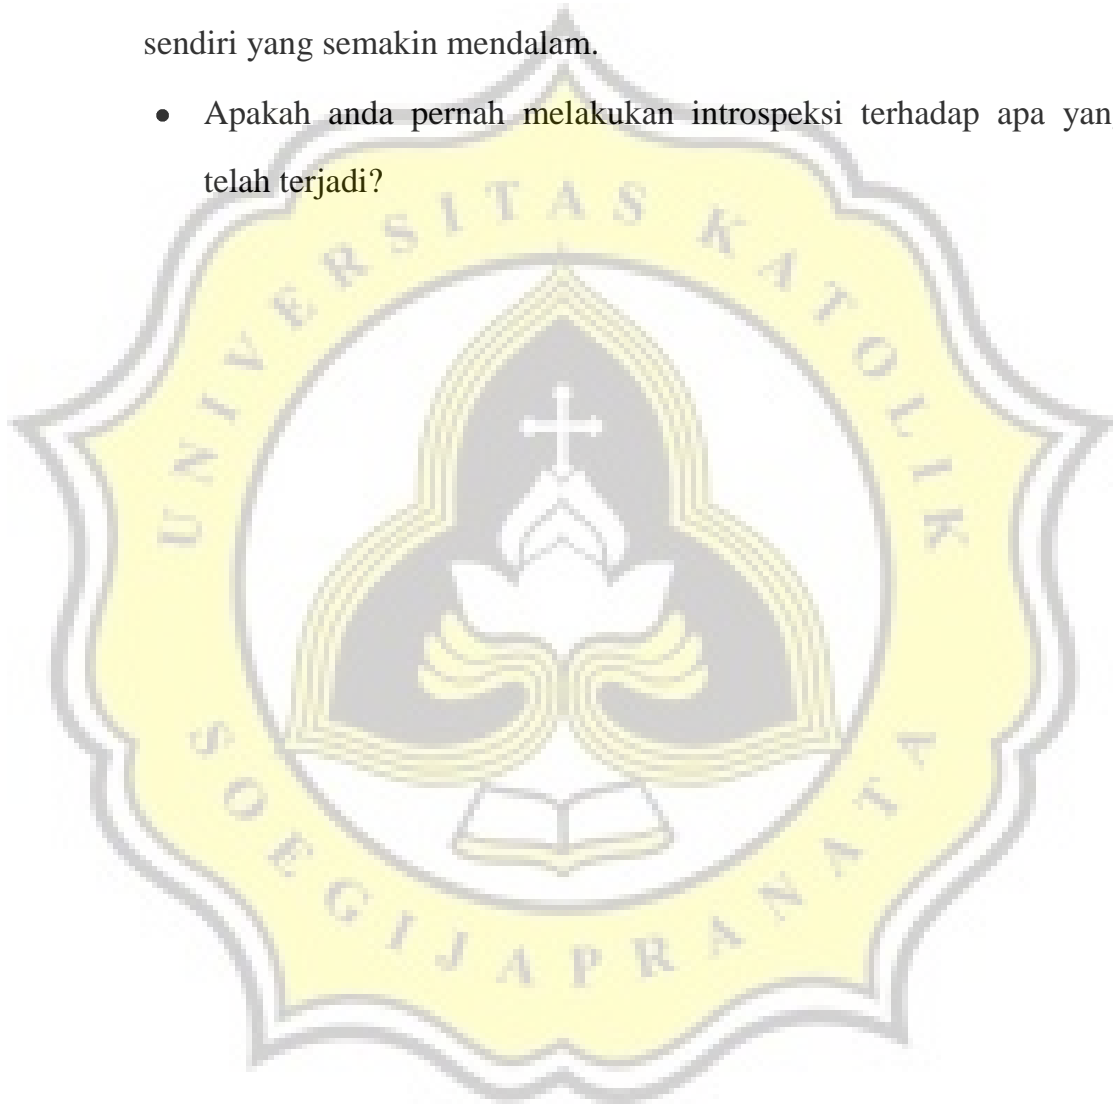 sendiri yang semakin mendalam.
• Apakah anda pernah melakukan introspeksi terhadap apa yan
telah terjadi?
UNIVERSITAS KATOLIK
SOEGIJAPRANATA